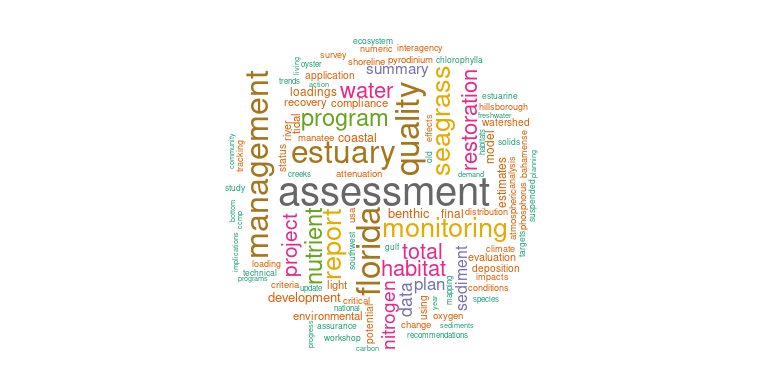 ecosystem
numeric interagency
survey
shoreline pyrodinium chlorophylla
oyster
living
summary
trends
application
action
estuarine
loadings water
recovery compliance
hillsborough
freshwater
program
quality
seagrass
restoration
watershed
tidal
river
manatee coastal
effects
model
habitats
solids
community
tracking
status
estuary
old
management
creeks
attenuation
demand
estimates
atmospheric
analysis
phosphorus
bahamense
suspended
planning
study
assessment
bottom
ccmp
project
nutrient
report
usa
florida
benthic final distribution
monitoring
implications
southwest
gulf
total
climate
targets
evaluation
loading
technical
programs
habitat
sediment
deposition
impacts
criteria
update
light
nitrogen
data
plan
mapping
conditions
development
critical
using
year
species
national
environmental
potential
oxygen
progress
assurance
change
sediments
workshop
recommendations
carbon